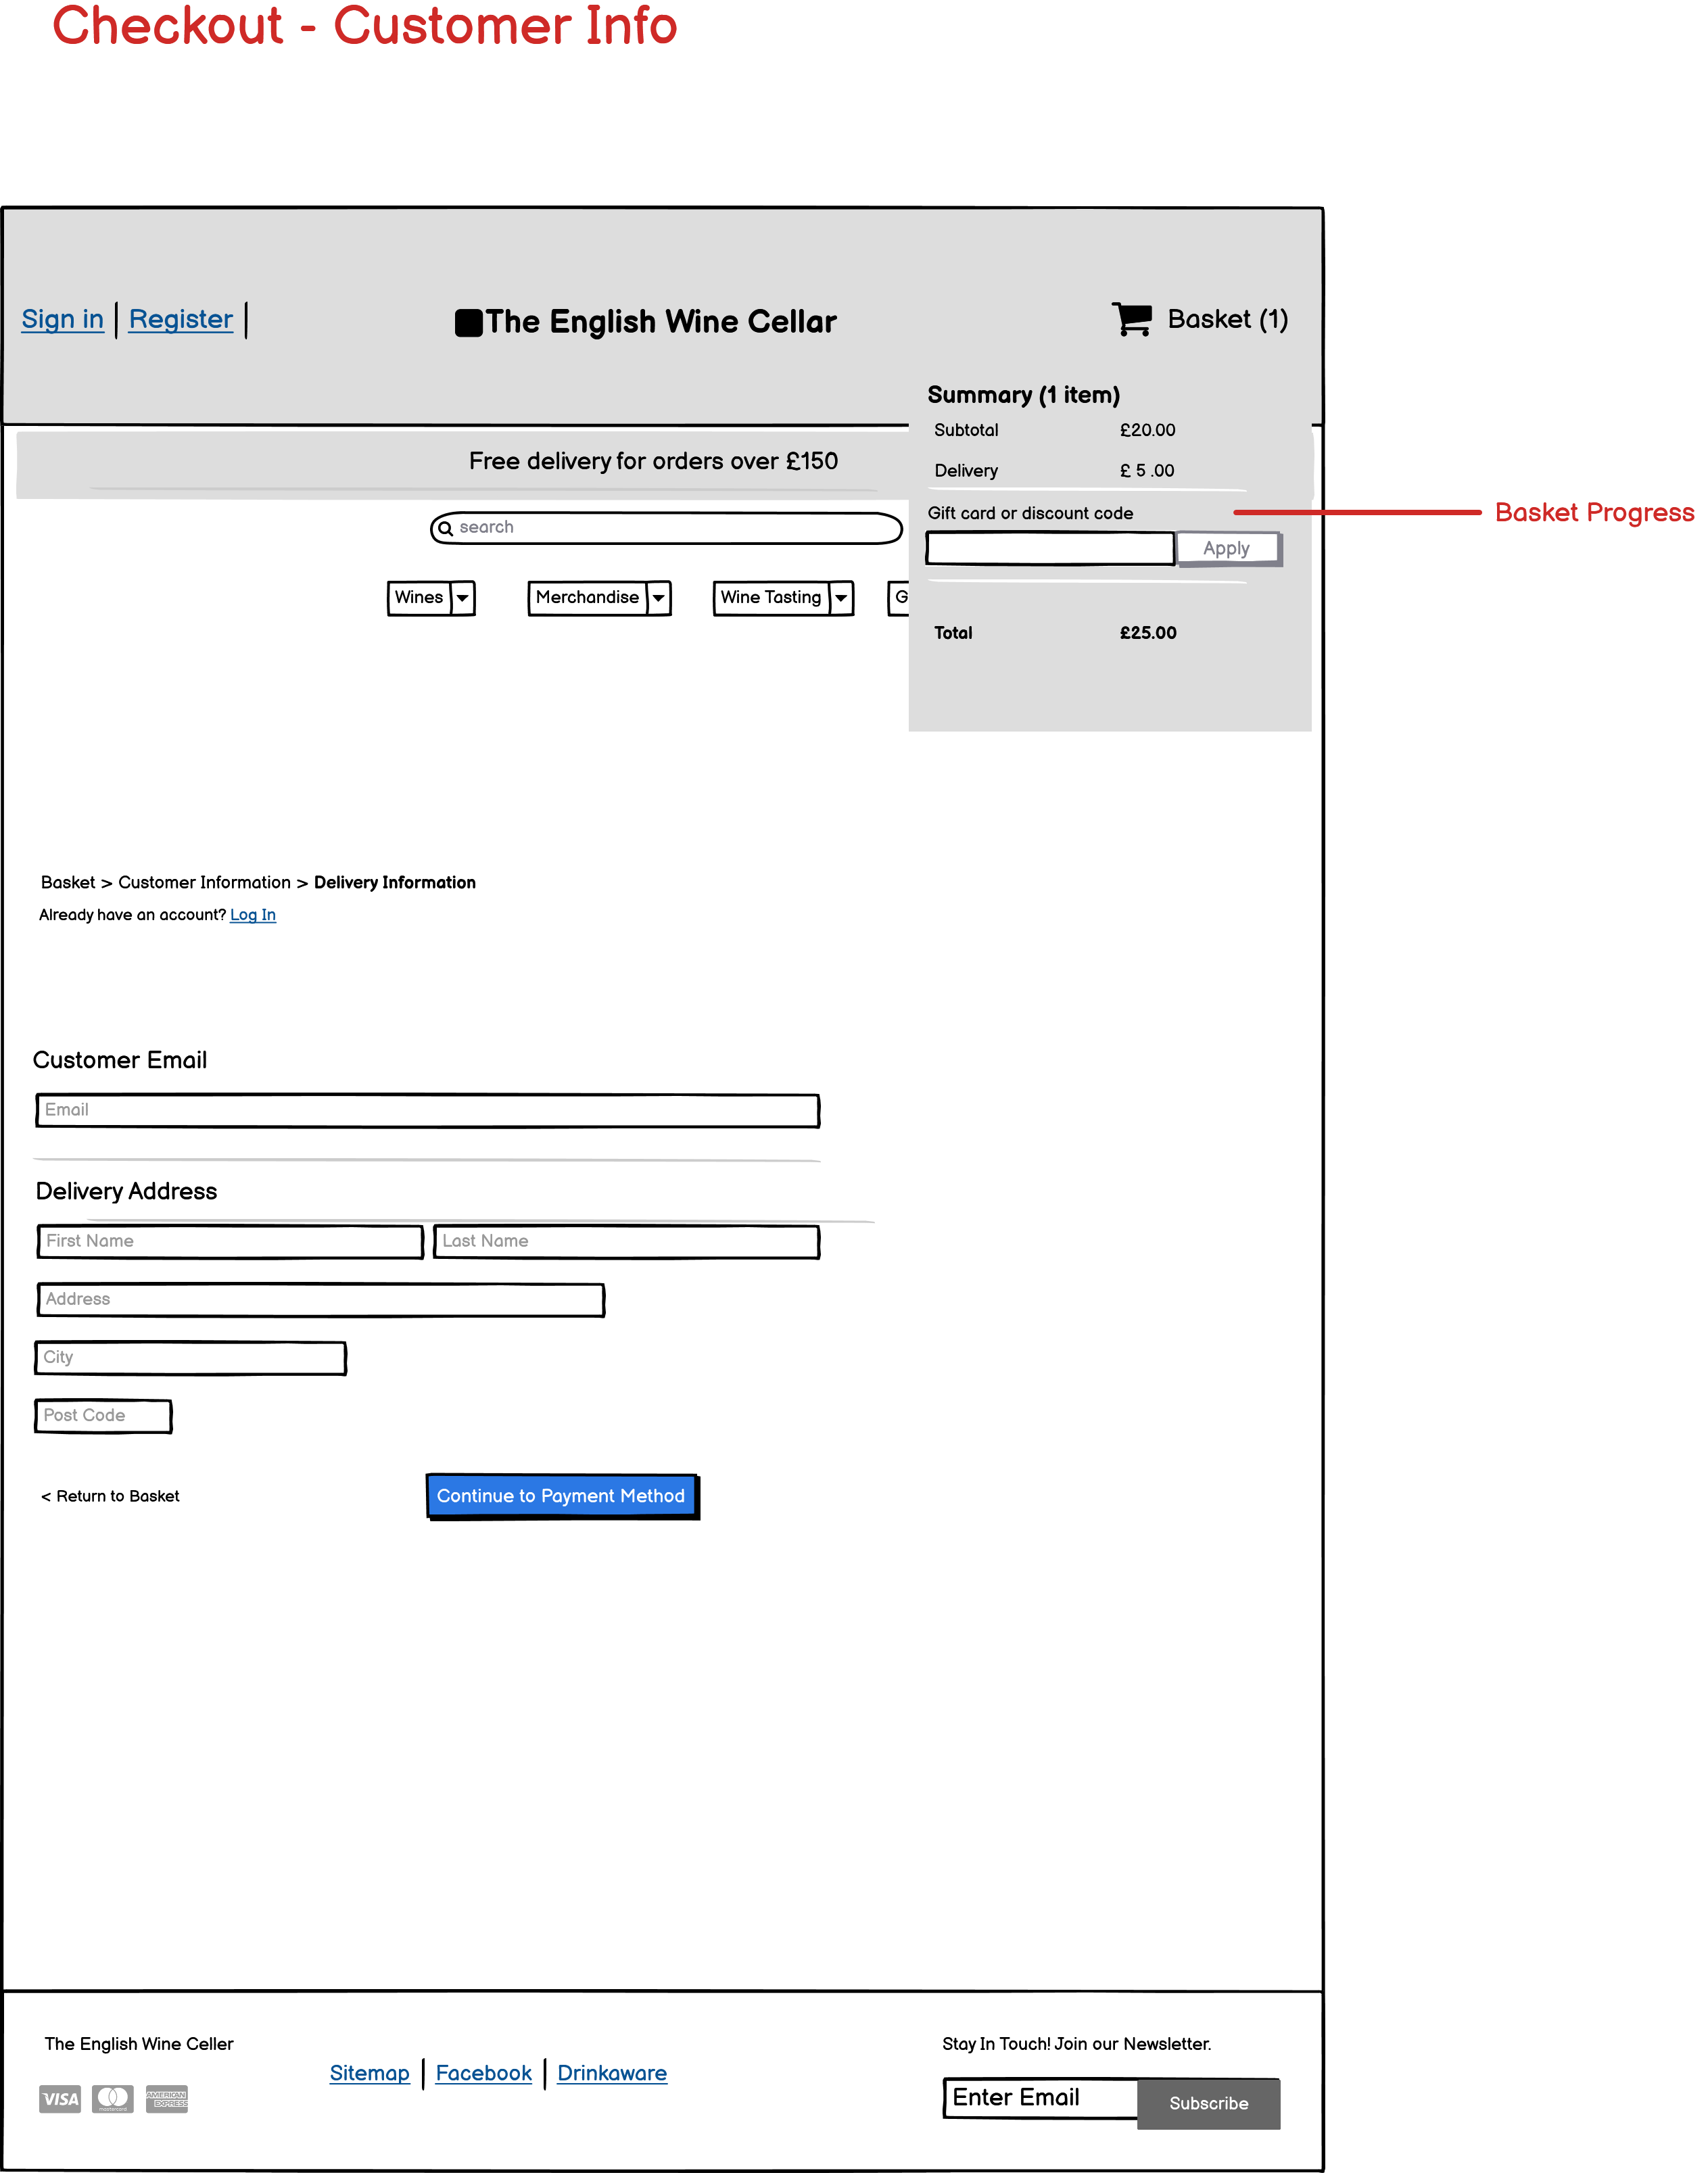 Checkout - Customer Info
Sign in
Register
The English Wine Cellar
Basket (1)
Summary (1 item)
Subtotal £20.00
Delivery £ 5 .00
Free delivery for orders over £150
Gift card or discount code
Basket Progress
search
Apply
Wines
Merchandise
Wine Tasting
G
Total £25.00
Basket > Customer Information > Delivery Information
Already have an account? Log In
Customer Email
Email
Delivery Address
First Name
Last Name
Address
City
Post Code
< Return to Basket
Continue to Payment Method
The English Wine Celler
Sitemap
Facebook
Drinkaware
VISA
mastercard
AMERICAN
EXPRESS
Stay In Touch! Join our Newsletter.
Enter Email
Subscribe